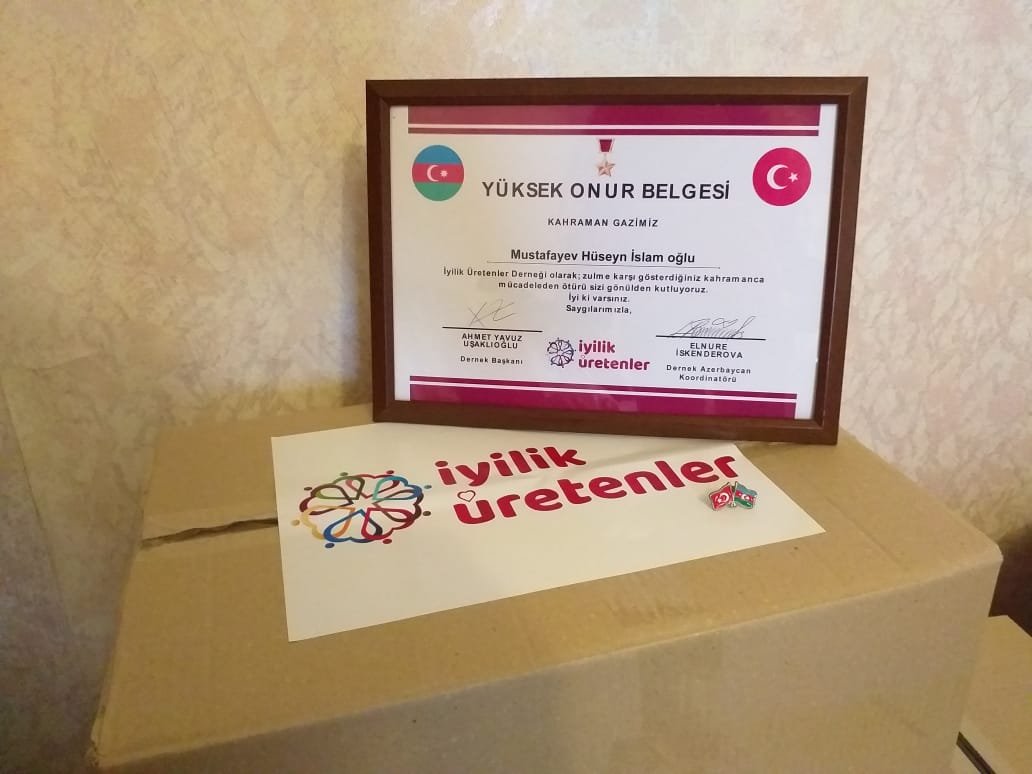 YÜKSEK ONUR BELGESİ
KAHRAMAN GAZİMİZ
Mustafayev Hüseyn İslam oğlu
İyilik Üretenler Derneği olarak; zulme karşı gösterdiğiniz kahramanca
mücadeleden ötürü sizi gönülden kutluyoruz.
İyi ki varsınız.
Saygılarımızla,
AHMET YAVUZ
UŞAKLIOĞLU
Dernek Başkanı
iyilik
üretenler
ELNURE
İSKENDEROVA
Dernek Azerbaycan
Koordinatörü
iyilik
üretenler